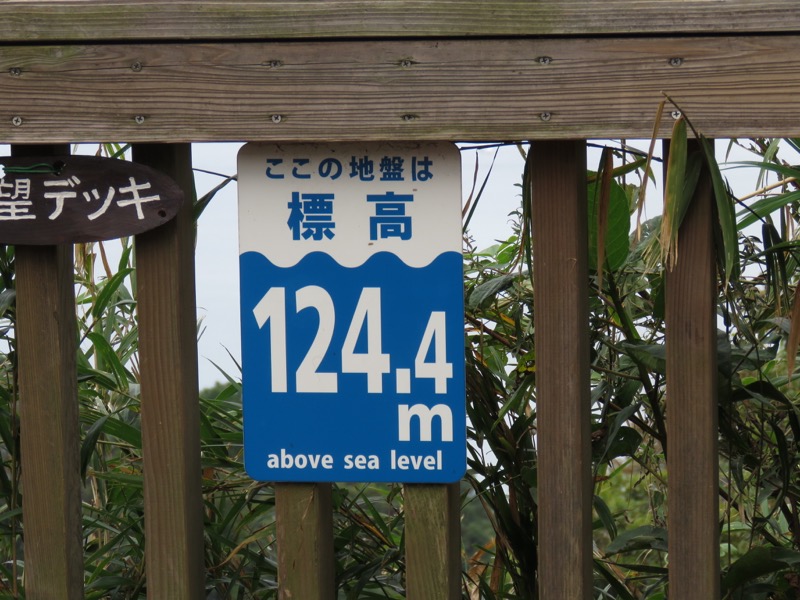 望デッキ
ここの地盤は
標高
124.4
m
above sea level